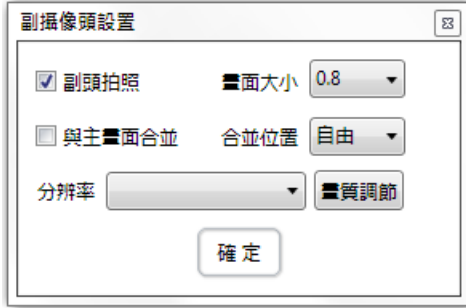 副攝像頭設置
副頭拍照 畫面大小 0.8
與主畫面合並 合並位置 自由
分辨率 畫質調節
確定